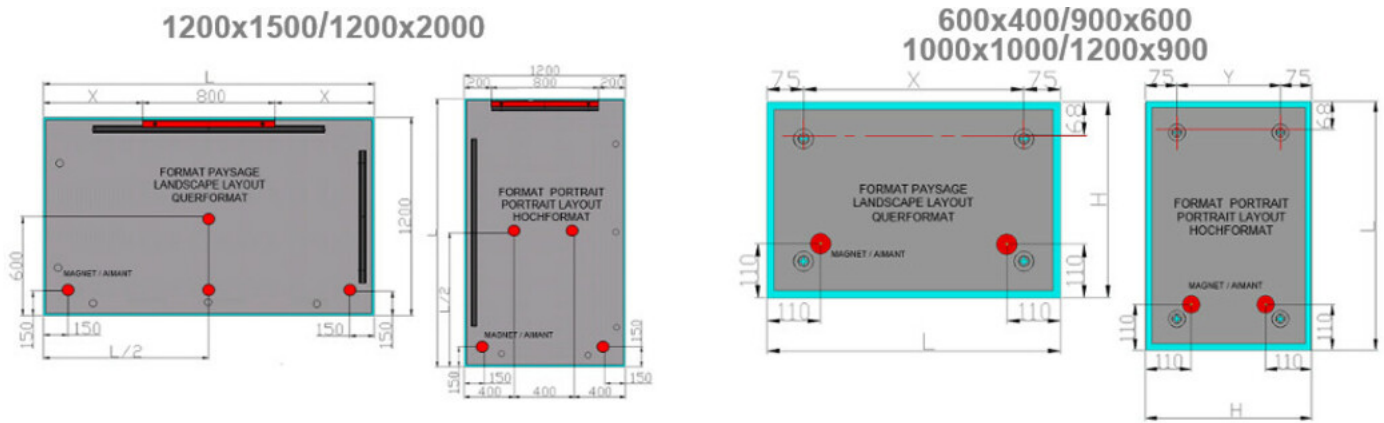 1200x1500/1200x2000
L
X 800 X
FORMAT PAYSAGE
LANDSCAPE LAYOUT
QUERFORMAT
1200
600
MAGNET / AIMANT
150
150
150
150
L/2
1200
200 800 200
FORMAT PORTRAIT
PORTRAIT LAYOUT
HOCHFORMAT
L
L/2
MAGNET / AIMANT
150
150
150
150
400 400 400
600x400/900x600
1000x1000/1200x900
75 X 75
68
FORMAT PAYSAGE
LANDSCAPE LAYOUT
QUERFORMAT
H
MAGNET / AIMANT
110
110
110
110
L
75 Y 75
68
FORMAT PORTRAIT
PORTRAIT LAYOUT
HOCHFORMAT
L
MAGNET / AIMANT
110
110
110
110
H